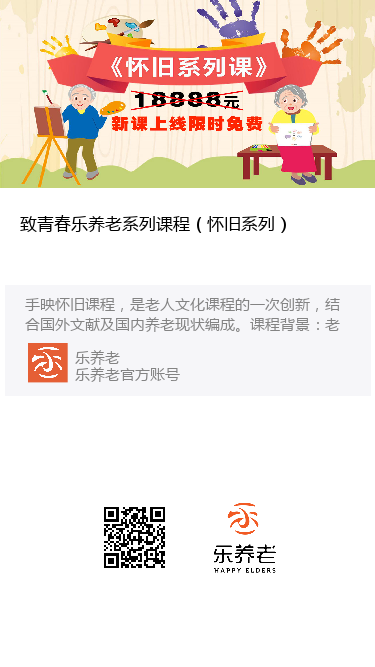 《怀旧系列课》
18888元
新课上线限时免费
致青春乐养老系列课程(怀旧系列)
手映怀旧课程，是老人文化课程的一次创新，结
合国外文献及国内养老现状编成。课程背景：老
乐养老
乐养老官方账号
乐养老
HAPPY ELDERS